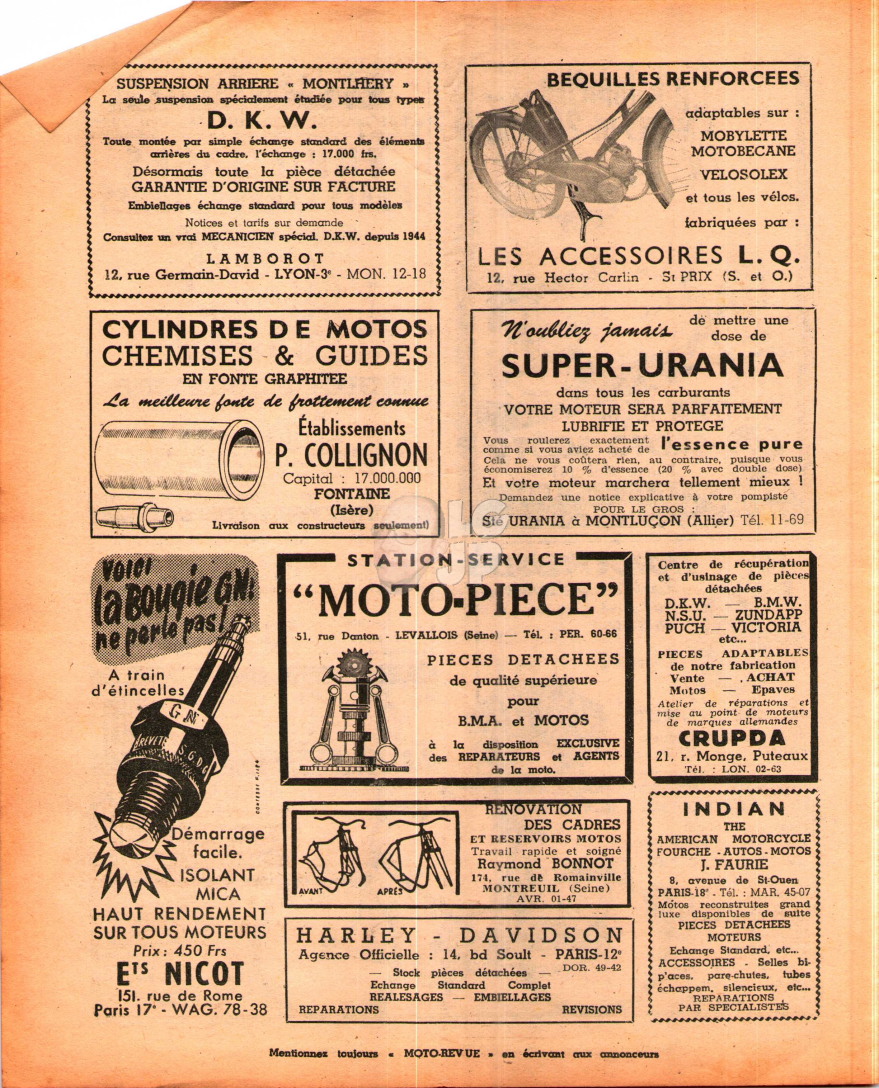 SUSPENSION ARRIERE « MONTLHERY »
La seule suspension spécialement étudiée pour tous types
D. K. W.
Toute montée par simple échange standard des éléments
arrières du cadre, l'échange : 17.000 frs.
Désormais toute la pièce détachée
GARANTIE D'ORIGINE SUR FACTURE
Embiellages échange standard pour tous modèles
Notices et tarifs sur demande
Consultez un vrai MECANICIEN spécial. D.K.W. depuis 1944
LAMBOROT
12, rue Germain-David - LYON-3e - MON. 12-18
BEQUILLES RENFORCEES
adaptables sur :
MOBYLETTE
MOTOBECANE
VELOSOLEX
et tous les vélos.
fabriquées par :
LES ACCESSOIRES L. Q.
12, rue Hector Carlin - St PRIX (S. et O.)
CYLINDRES DE MOTOS
CHEMISES & GUIDES
EN FONTE GRAPHITEE
La meilleure fonte de frottement connue
Établissements
P. COLLIGNON
Capital : 17.000.000
FONTAINE
(Isère)
Livraison aux constructeurs seulement)
N'oubliez jamais de mettre une
dose de
SUPER-URANIA
dans tous les carburants
VOTRE MOTEUR SERA PARFAITEMENT
LUBRIFIE ET PROTEGE
Vous roulerez exactement
comme si vous aviez acheté de l'essence pure
Cela ne vous coûtera rien, au contraire, puisque vous
économiserez 10 % d'essence (20 % avec double dose)
Et votre moteur marchera tellement mieux !
Demandez une notice explicative à votre pompiste
POUR LE GROS :
Sté URANIA à MONTLUÇON (Allier) Tél. 11-69
LCJP
Voici
la Bougie G.N.
ne perle pas !
A train
d'étincelles
G N
BREVETÉ S.G.D.G
Démarrage
facile.
ISOLANT
MICA
HAUT RENDEMENT
SUR TOUS MOTEURS
Prix : 450 Frs
ETS NICOT
151, rue de Rome
Paris 17e - WAG. 78-38
STATION-SERVICE
"MOTO-PIECE"
51, rue Danton - LEVALLOIS (Seine) — Tél. : PER. 60-66
PIECES DETACHEES
de qualité supérieure
pour
B.M.A. et MOTOS
à la disposition EXCLUSIVE
des REPARATEURS et AGENTS
de la moto.
Centre de récupération
et d'usinage de pièces
détachées
D.K.W. — B.M.W.
N.S.U. — ZUNDAPP
PUCH — VICTORIA
etc...
PIECES ADAPTABLES
de notre fabrication
Vente — ACHAT
Motos — Epaves
Atelier de réparations et
mise au point de moteurs
de marques allemandes
CRUPDA
21, r. Monge, Puteaux
Tél. : LON. 02-63
AVANT
APRÈS
RENOVATION
DES CADRES
ET RESERVOIRS MOTOS
Travail rapide et soigné
Raymond BONNOT
174, rue de Romainville
MONTREUIL (Seine)
AVR. 01-47
HARLEY - DAVIDSON
Agence Officielle : 14, bd Soult - PARIS-12e
DOR. 49-42
— Stock pièces détachées —
Echange Standard Complet
REALESAGES — EMBIELLAGES
REPARATIONS REVISIONS
INDIAN
THE
AMERICAN MOTORCYCLE
FOURCHE - AUTOS - MOTOS
J. FAURIE
8, avenue de St-Ouen
PARIS-18e - Tél. : MAR. 45-07
Motos reconstruites grand
luxe disponibles de suite
PIECES DETACHEES
MOTEURS
Echange Standard, etc...
ACCESSOIRES - Selles bi-
p'aces, pare-chutes, tubes
échappem. silencieux, etc...
REPARATIONS
PAR SPECIALISTES
Mentionnez toujours « MOTO-REVUE » en écrivant aux annonceurs